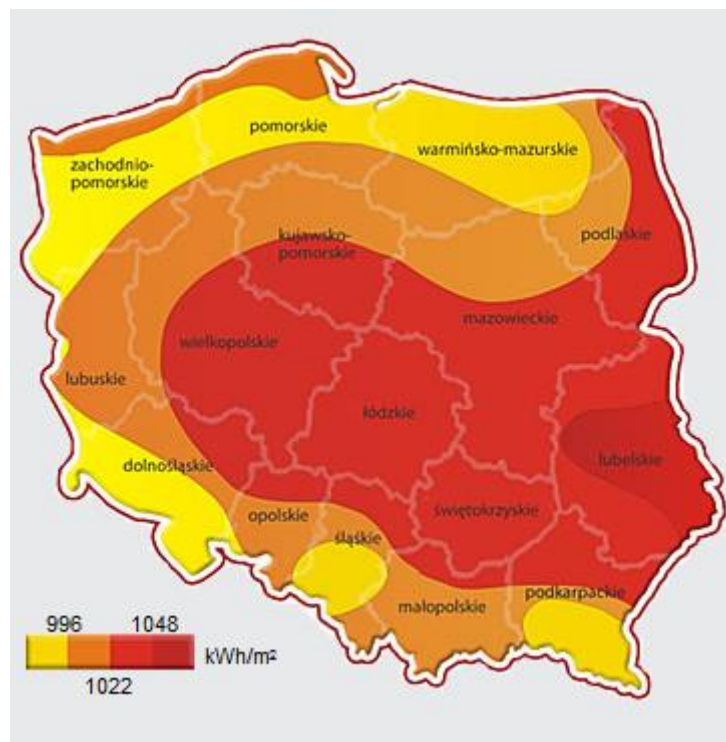 pomorskie
zachodnio-
pomorskie
warmińsko-mazurskie
kujawsko-
pomorskie
podlaskie
mazowieckie
wielkopolskie
lubuskie
łódzkie
dolnośląskie
lubelskie
opolskie
świętokrzyskie
śląskie
małopolskie
podkarpackie
996 1048
kWh/m²
1022